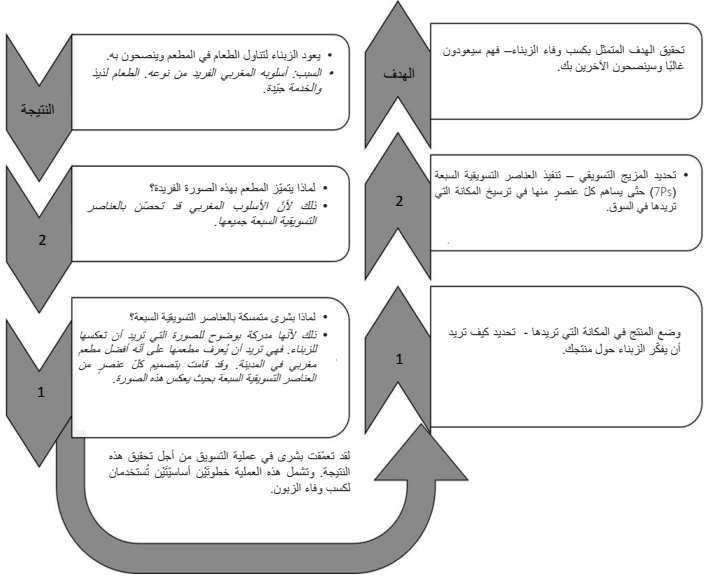 النتيجة
• يعود الزبناء لتناول الطعام في المطعم وينصحون به.
• السبب: أسلوبه المغربي الفريد من نوعه. الطعام لذيذ
والخدمة جيّدة.
2
• لماذا يتميّز المطعم بهذه الصورة الفريدة؟
• ذلك لأنّ الأسلوب المغربي قد تحصّن بالعناصر
التسويقية السبعة جميعها.
1
• لماذا بشرى متمسكة بالعناصر التسويقية السبعة؟
• ذلك لأنها مدركة بوضوح للصورة التي تريد أن تعكسها
للزبناء. فهي تريد أن يُعرف مطعمها على أنّه أفضل مطعم
مغربي في المدينة. وقد قامت بتصميم كلّ عنصرٍ من
العناصر التسويقية السبعة بحيث يعكس هذه الصورة.
لقد تعمّقت بشرى في عملية التسويق من أجل تحقيق هذه
النتيجة. وتشمل هذه العملية خطوتَيْن أساسيّتَيْن تُستخدمان
لكسب وفاء الزبون.
1
وضع المنتج في المكانة التي تريدها - تحديد كيف تريد
أن يفكّر الزبناء حول منتجك.
2
• تحديد المزيج التسويقي – تنفيذ العناصر التسويقية السبعة
(7Ps) حتّى يساهم كلّ عنصرٍ منها في ترسيخ المكانة التي
تريدها في السوق.
الهدف
تحقيق الهدف المتمثل بكسب وفاء الزبناء– فهم سيعودون
غالبًا وسينصحون الآخرين بك.